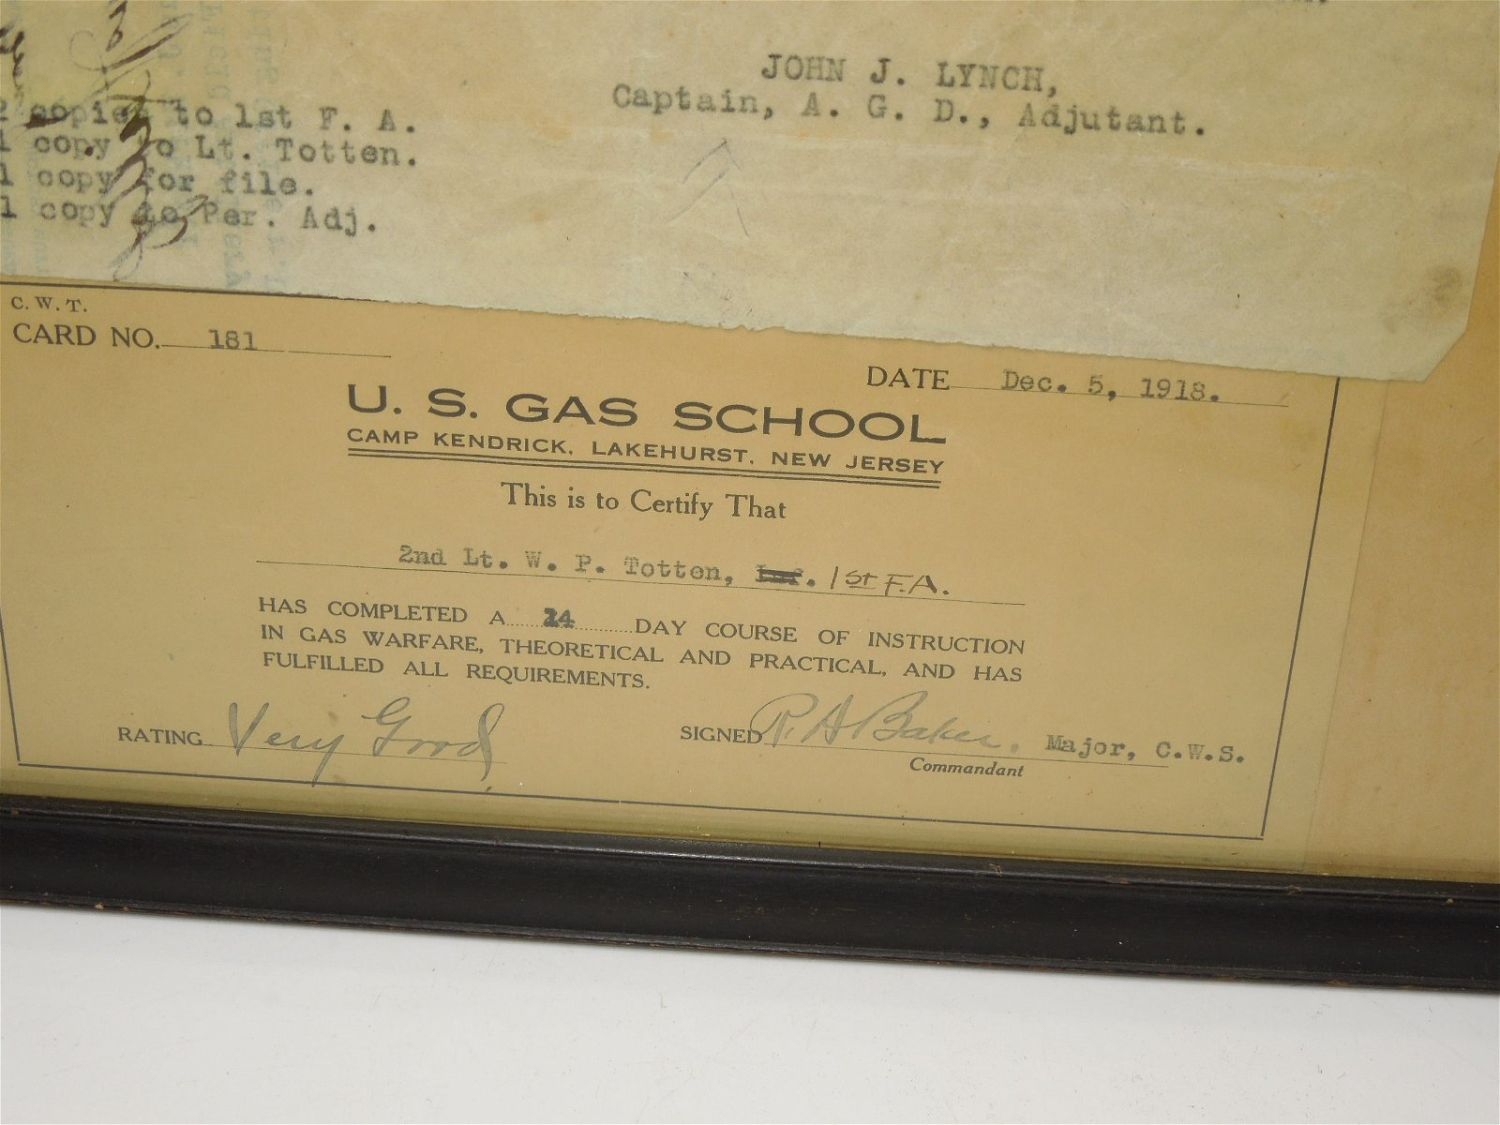 JOHN J. LYNCH,
Captain, A. G. D., Adjutant.
2 copies to 1st F. A.
1 copy to Lt. Totten.
1 copy for file.
1 copy to Per. Adj.
C. W. T.
CARD NO. 181
DATE Dec. 5, 1918.
U. S. GAS SCHOOL
CAMP KENDRICK, LAKEHURST, NEW JERSEY
This is to Certify That
2nd Lt. W. P. Totten, 1st F.A.
HAS COMPLETED A 24 DAY COURSE OF INSTRUCTION
IN GAS WARFARE, THEORETICAL AND PRACTICAL, AND HAS
FULFILLED ALL REQUIREMENTS.
RATING Very Good
SIGNED R. A Baker. Major, C.W.S.
Commandant